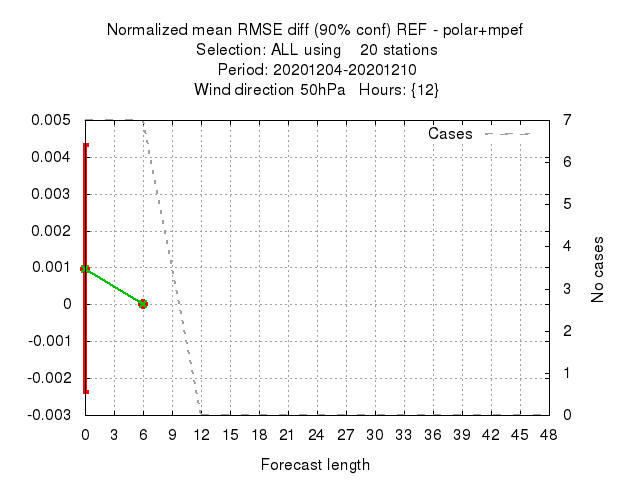 Normalized mean RMSE diff (90% conf) REF - polar+mpef
Selection: ALL using    20 stations
Period: 20201204-20201210
Wind direction 50hPa   Hours: {12}
Cases
0.005
0.004
0.003
0.002
0.001
0
-0.001
-0.002
-0.003
7
6
5
4
3
2
1
0
No cases
0 3 6 9 12 15 18 21 24 27 30 33 36 39 42 45 48
Forecast length